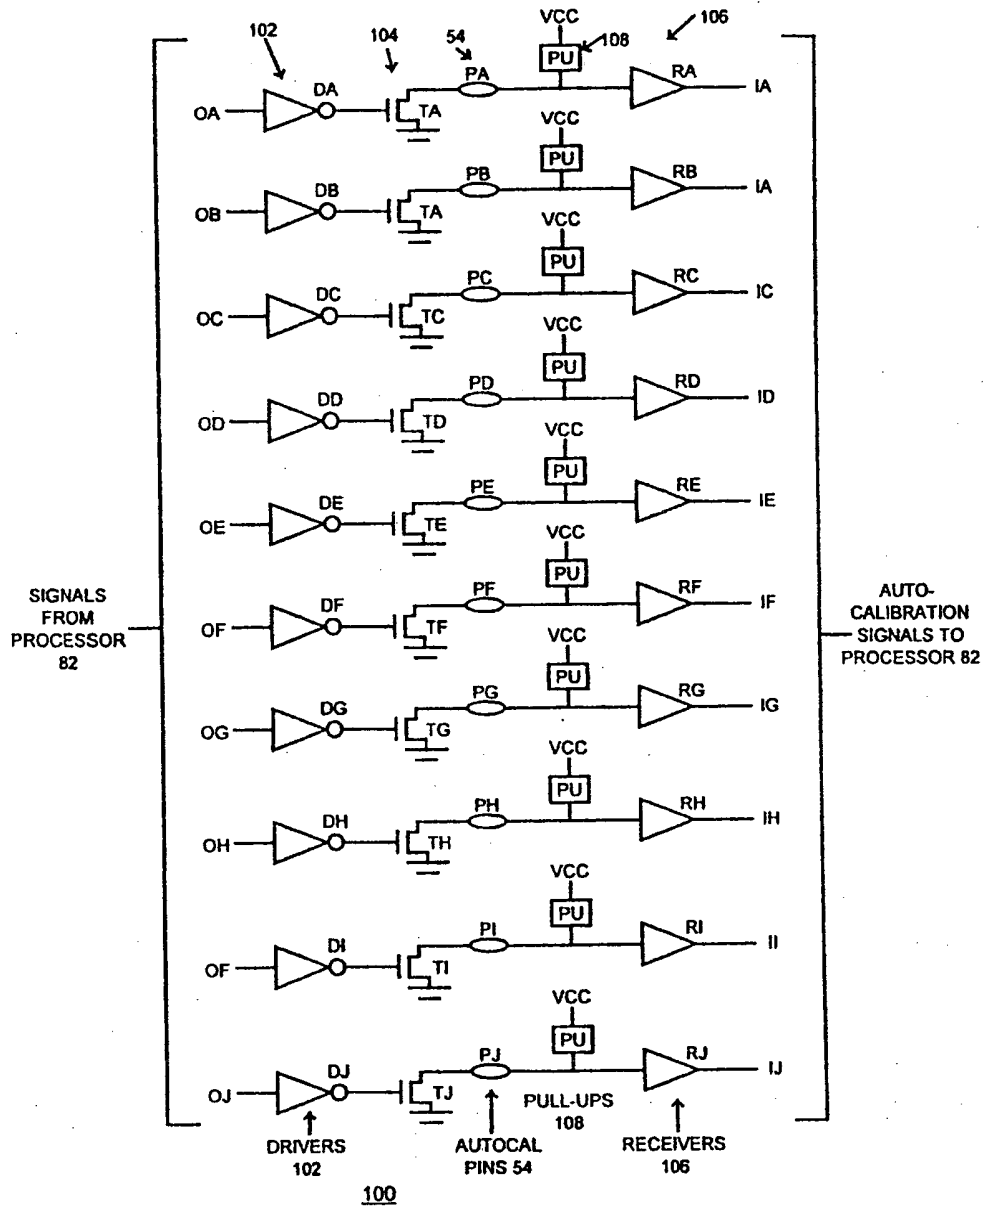 VCC
102
104
54
108
106
PU
DA
PA
RA
OA
TA
IA
VCC
PU
DB
PB
RB
OB
TA
IA
VCC
PU
DC
PC
RC
OC
TC
IC
VCC
PU
DD
PD
RD
OD
TD
ID
VCC
PU
DE
PE
RE
OE
TE
IE
VCC
PU
DF
PF
RF
OF
TF
IF
SIGNALS
FROM
PROCESSOR
82
AUTO-
CALIBRATION
SIGNALS TO
PROCESSOR 82
VCC
PU
DG
PG
RG
OG
TG
IG
VCC
PU
DH
PH
RH
OH
TH
IH
VCC
PU
DI
PI
RI
OF
TI
II
VCC
PU
DJ
PJ
RJ
OJ
TJ
IJ
DRIVERS
102
AUTOCAL
PINS 54
PULL-UPS
108
RECEIVERS
106
100